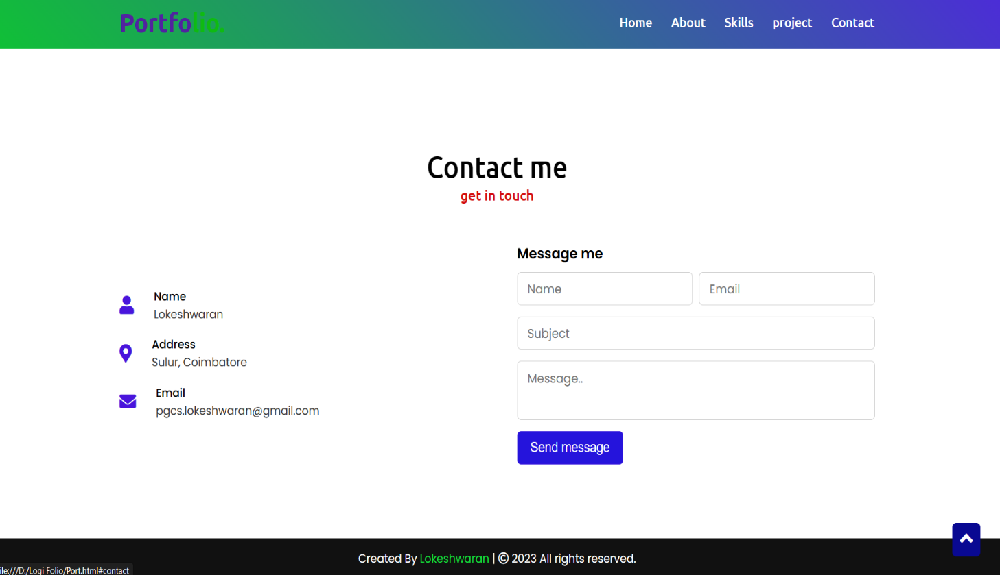 Portfolio.
Home About Skills project Contact
Contact me
get in touch
Name
Lokeshwaran
Address
Sulur, Coimbatore
Email
pgcs.lokeshwaran@gmail.com
Message me
Name Email
Subject
Message..
Send message
Created By Lokeshwaran | © 2023 All rights reserved.
ile:///D:/Logi Folio/Port.html#contact